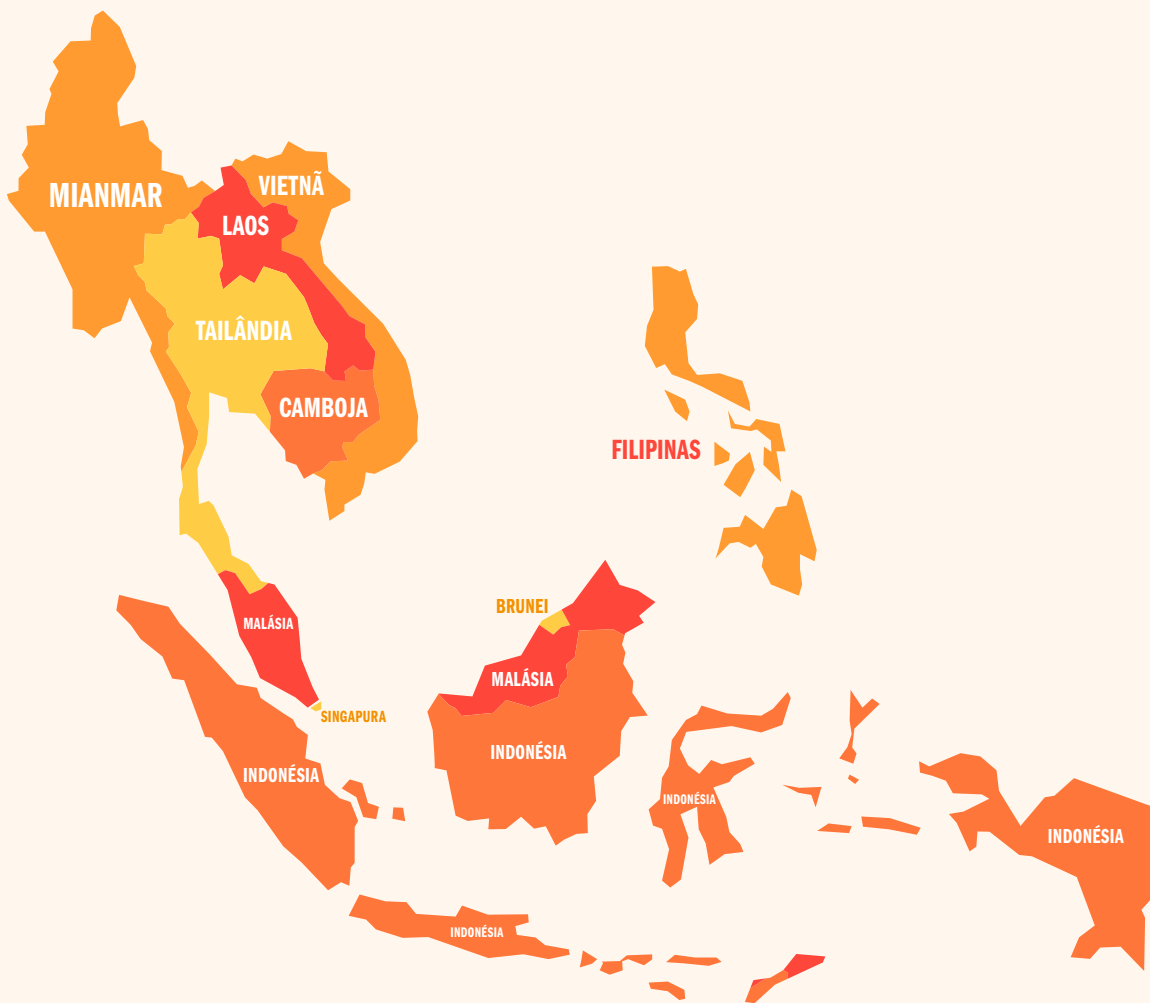 VIETNÃ
MIANMAR
LAOS
TAILÂNDIA
CAMBOJA
FILIPINAS
BRUNEI
MALÁSIA
MALÁSIA
SINGAPURA
INDONÉSIA
INDONÉSIA
INDONÉSIA
INDONÉSIA
INDONÉSIA